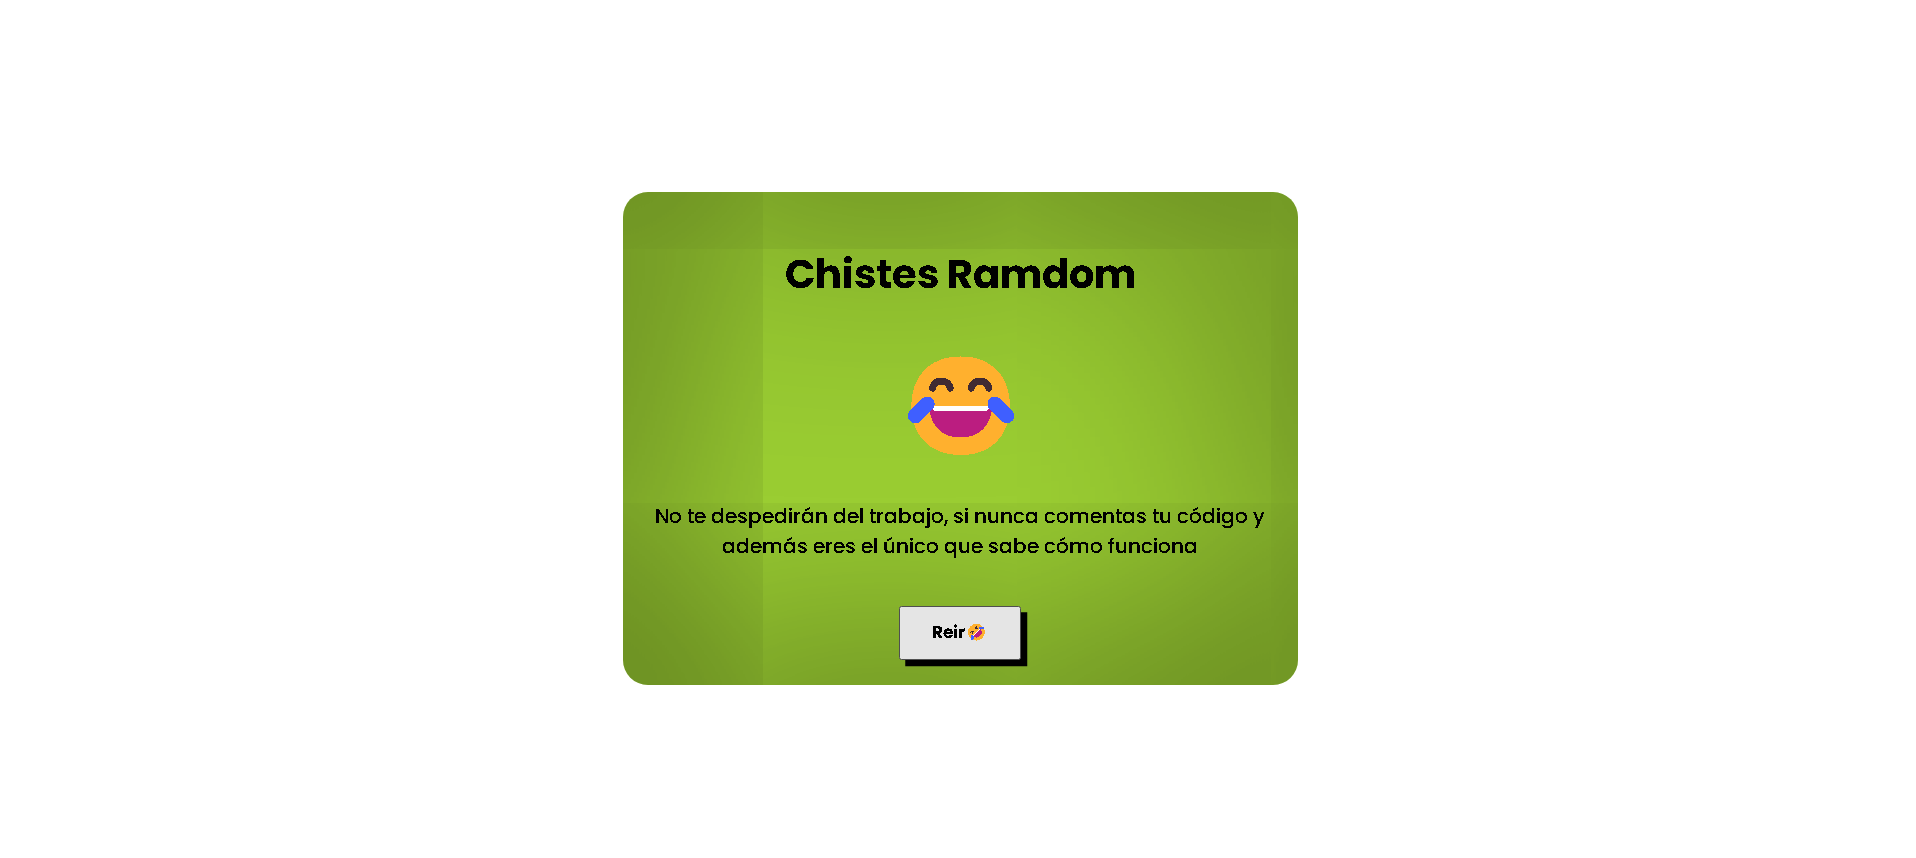 Chistes Ramdom
No te despedirán del trabajo, si nunca comentas tu código y
además eres el único que sabe cómo funciona
Reir🤣